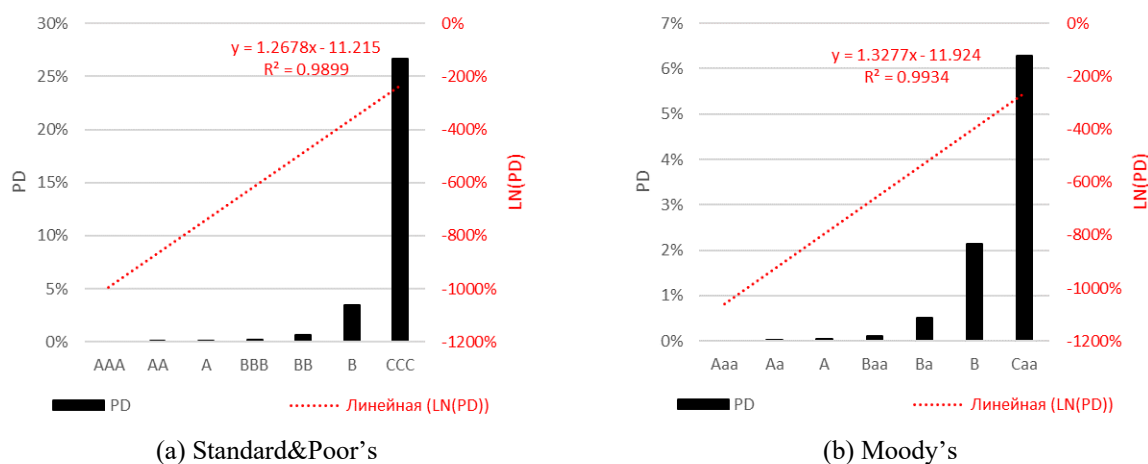 30%
25%
20%
15%
10%
5%
0%
PD
0%
-200%
-400%
-600%
-800%
-1000%
-1200%
LN(PD)
y = 1.2678x - 11.215
R² = 0.9899
AAA AA A BBB BB B CCC
PD Линейная (LN(PD))
(a) Standard&Poor’s
7%
6%
5%
4%
3%
2%
1%
0%
PD
0%
-200%
-400%
-600%
-800%
-1000%
-1200%
LN(PD)
y = 1.3277x - 11.924
R² = 0.9934
Aaa Aa A Baa Ba B Caa
PD Линейная (LN(PD))
(b) Moody’s